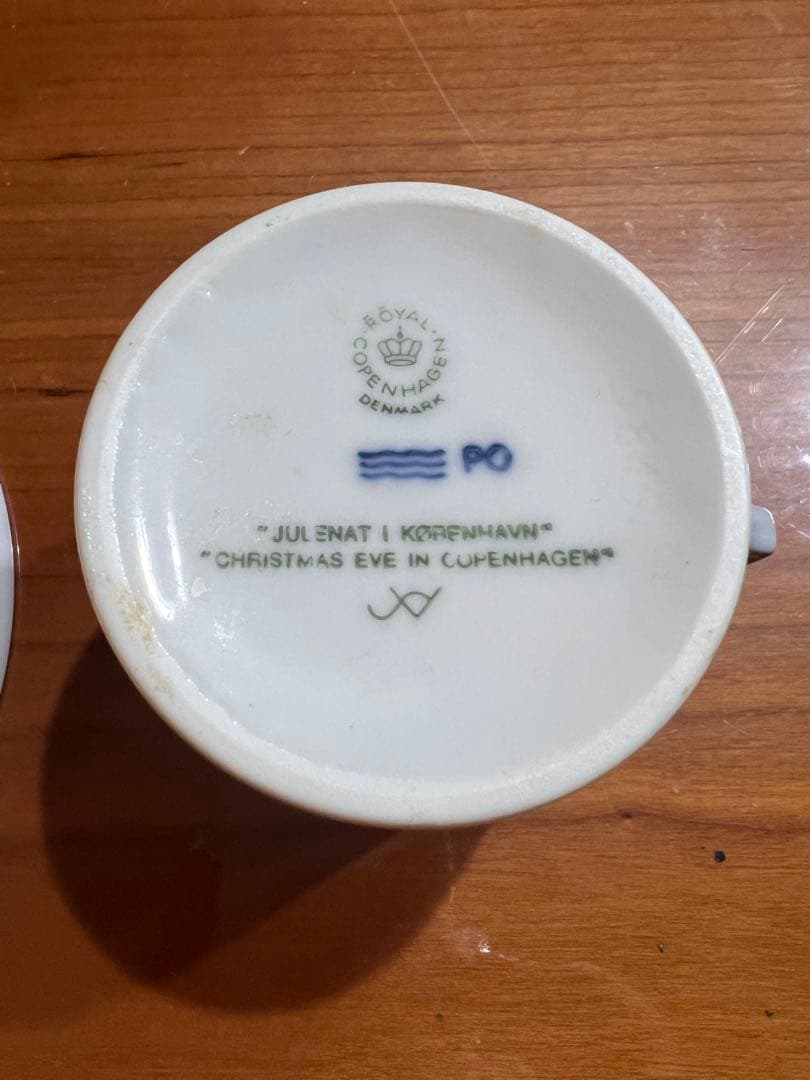 ROYAL
COPENHAGEN
DENMARK
PO
"JULENAT I KØBENHAVN"
"CHRISTMAS EVE IN COPENHAGEN"